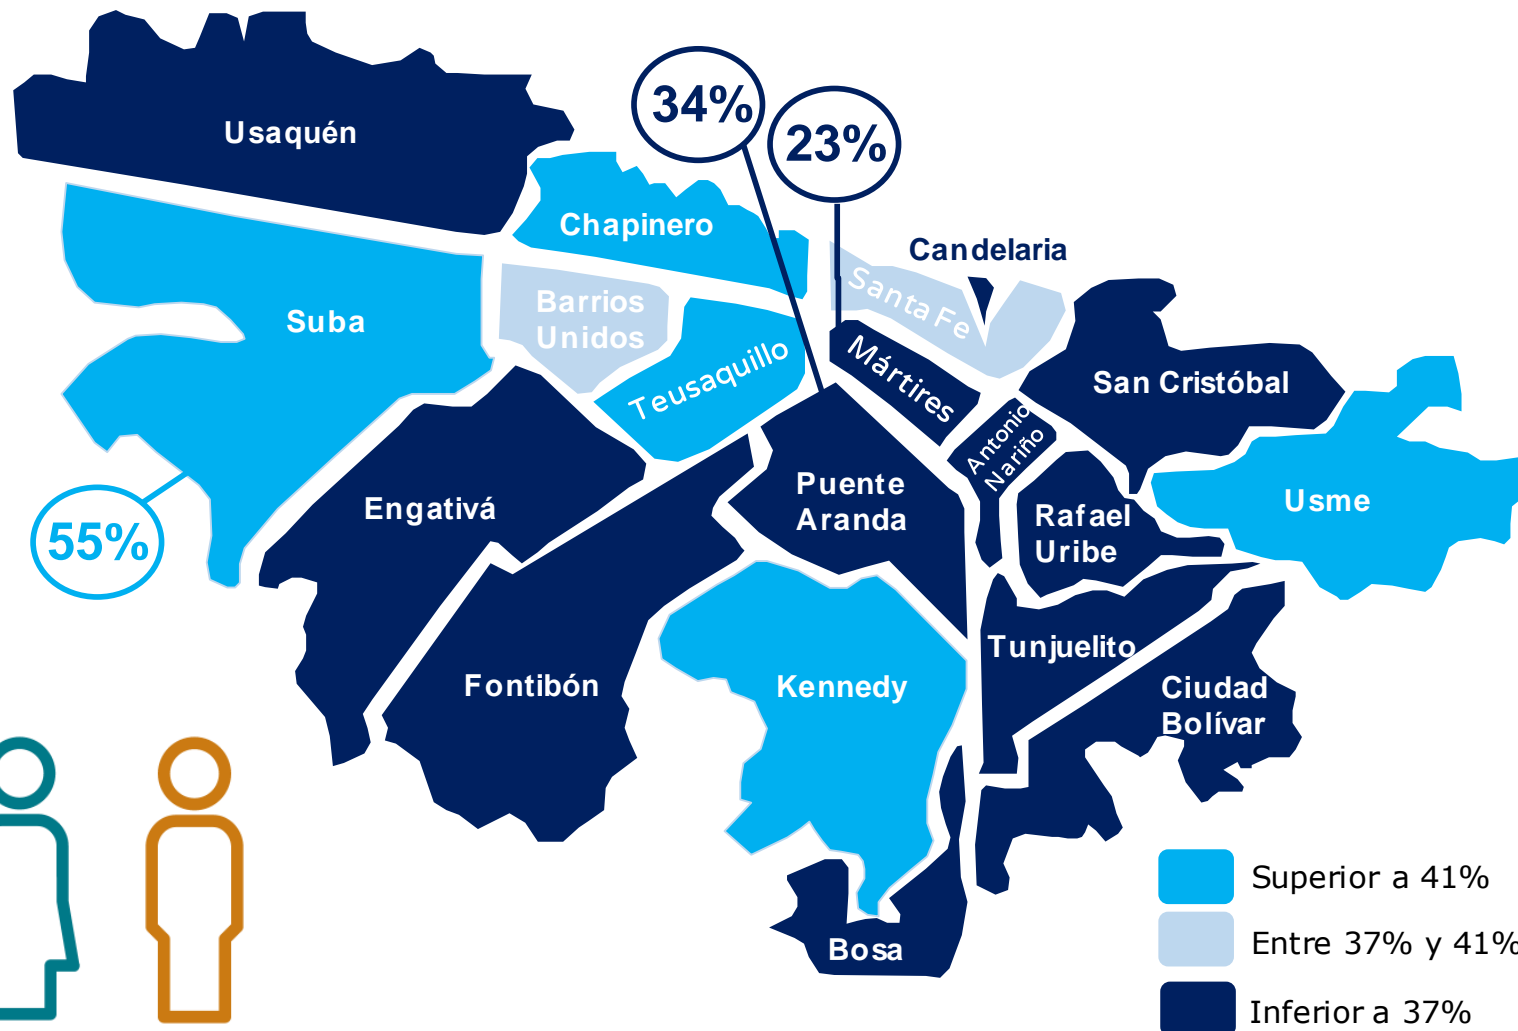 34%
23%
Usaquén
Chapinero
Candelaria
Santa Fe
Barrios
Unidos
Suba
Teusaquillo
Mártires
San Cristóbal
Antonio
Nariño
Puente
Aranda
Engativá
Rafael
Uribe
Usme
55%
Tunjuelito
Fontibón
Kennedy
Ciudad
Bolívar
Bosa
Superior a 41%
Entre 37% y 41%
Inferior a 37%